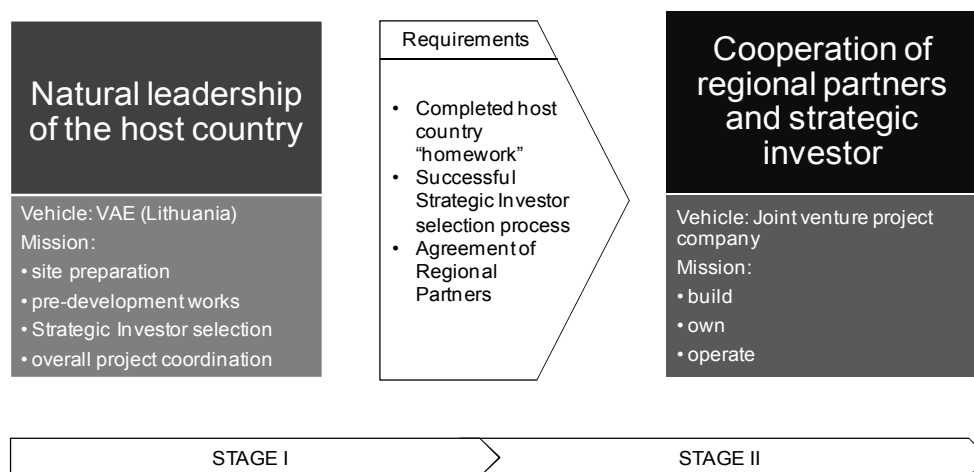 Natural leadership
of the host country
Vehicle: VAE (Lithuania)
Mission:
• site preparation
• pre-development works
• Strategic Investor selection
• overall project coordination
Requirements
• Completed host
country
“homework”
• Successful
Strategic Investor
selection process
• Agreement of
Regional
Partners
Cooperation of
regional partners
and strategic
investor
Vehicle: Joint venture project
company
Mission:
• build
• own
• operate
STAGE I
STAGE II